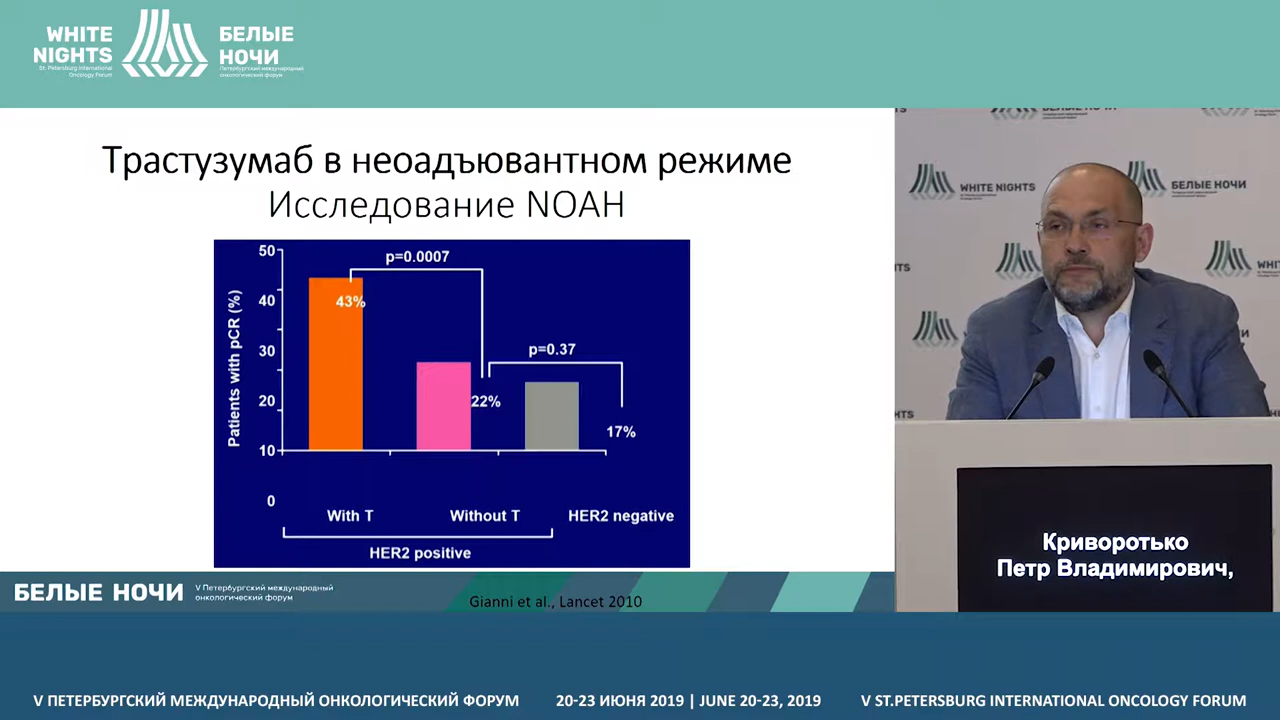 WHITE
NIGHTS
St. Petersburg International
Oncology Forum
БЕЛЫЕ
НОЧИ
Петербургский международный
онкологический форум
Трастузумаб в неоадъювантном режиме
Исследование NOAH
Patients with pCR (%)
50
40
30
20
10
0
p=0.0007
43%
p=0.37
22%
17%
With T
Without T
HER2 negative
HER2 positive
БЕЛЫЕ НОЧИ
V Петербургский международный
онкологический форум
Gianni et al., Lancet 2010
WHITE NIGHTS
БЕЛЫЕ НОЧИ
Криворотько
Петр Владимирович,
V ПЕТЕРБУРГСКИЙ МЕЖДУНАРОДНЫЙ ОНКОЛОГИЧЕСКИЙ ФОРУМ
20-23 ИЮНЯ 2019 | JUNE 20-23, 2019
V ST.PETERSBURG INTERNATIONAL ONCOLOGY FORUM